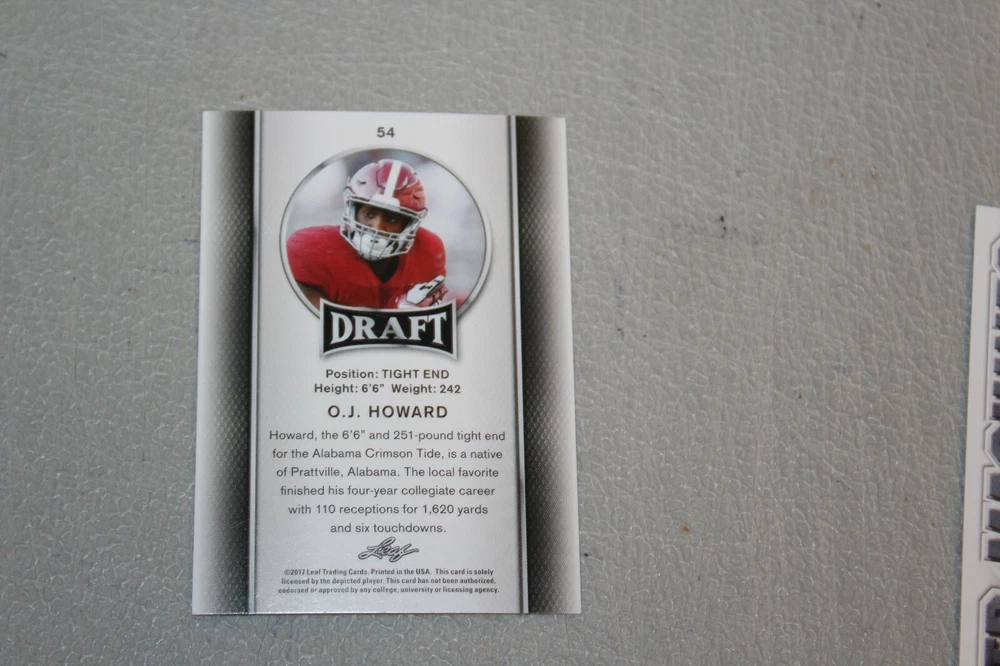 54
DRAFT
Position: TIGHT END
Height: 6'6" Weight: 242
O.J. HOWARD
Howard, the 6'6" and 251-pound tight end
for the Alabama Crimson Tide, is a native
of Prattville, Alabama. The local favorite
finished his four-year collegiate career
with 110 receptions for 1,620 yards
and six touchdowns.
Leaf
©2017 Leaf Trading Cards. Printed in the USA. This card is solely
licensed by the depicted player. This card has not been authorized,
endorsed or approved by any college, university or licensing agency.